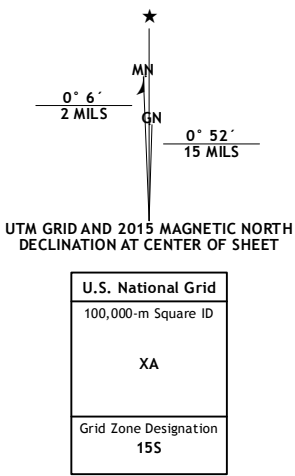 ★
MN
GN
0° 6´
2 MILS
0° 52´
15 MILS
UTM GRID AND 2015 MAGNETIC NORTH
DECLINATION AT CENTER OF SHEET
U.S. National Grid
100,000-m Square ID
XA
Grid Zone Designation
15S